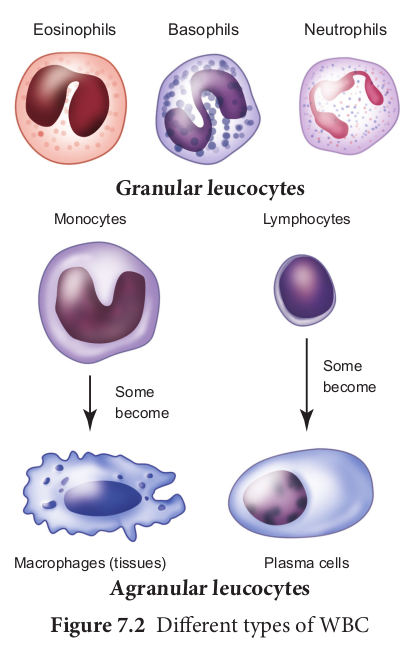 Eosinophils Basophils Neutrophils
Granular leucocytes
Monocytes Lymphocytes
Some
become
Some
become
Macrophages (tissues) Plasma cells
Agranular leucocytes
Figure 7.2 Different types of WBC